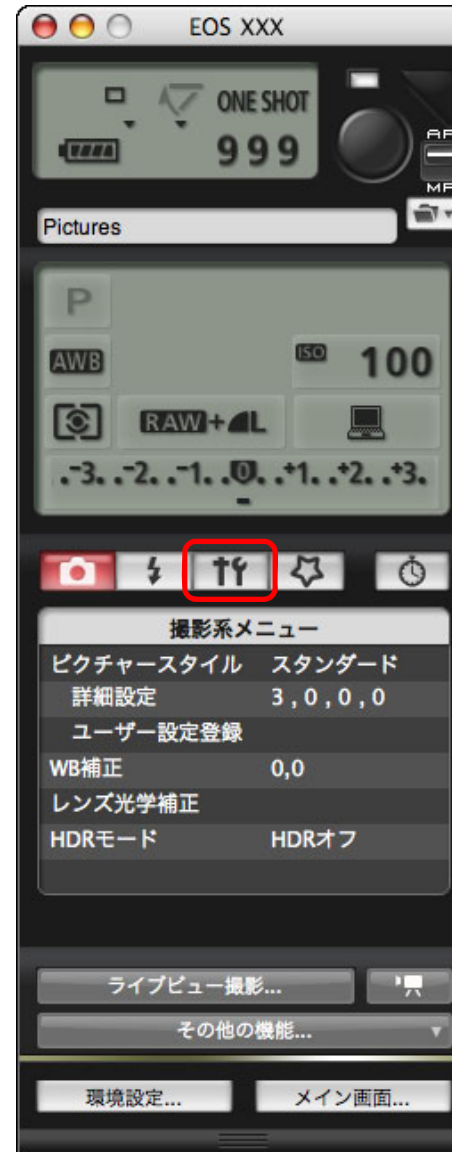 EOS XXX
ONE SHOT
999
AF
MF
Pictures
P
AWB
ISO 100
RAW+L
.-3. .-2. .-1. .0. .+1. .+2. .+3.
撮影系メニュー
ピクチャースタイル スタンダード
詳細設定 3,0,0,0
ユーザー設定登録
WB補正 0,0
レンズ光学補正
HDRモード HDRオフ
ライブビュー撮影...
その他の機能...
環境設定... メイン画面...